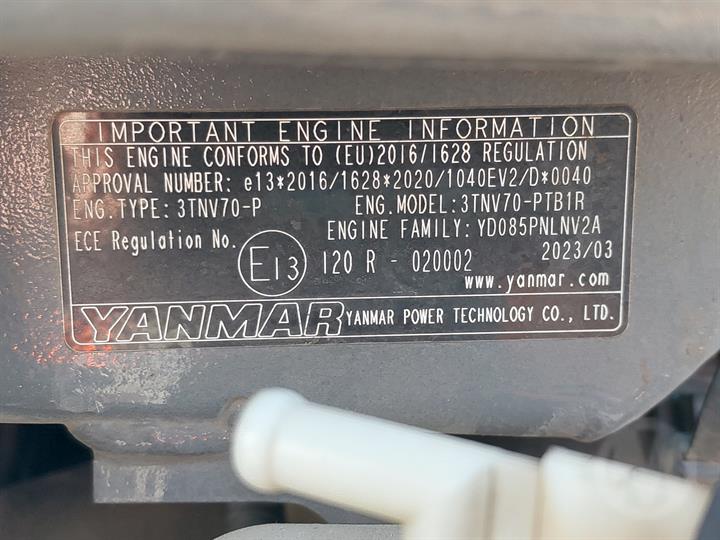 IMPORTANT ENGINE INFORMATION
THIS ENGINE CONFORMS TO (EU)2016/1628 REGULATION
APPROVAL NUMBER: e13*2016/1628*2020/1040EV2/D*0040
ENG.TYPE: 3TNV70-P ENG.MODEL:3TNV70-PTB1R
ENGINE FAMILY: YD085PNLNV2A
ECE Regulation No. 2023/03
E13 120 R - 020002
www.yanmar.com
YANMAR YANMAR POWER TECHNOLOGY CO., LTD.